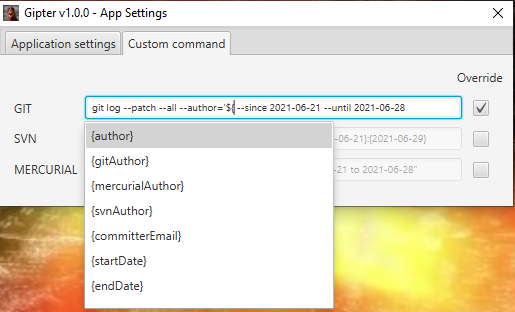 Gipter v1.0.0 - App Settings
Application settings
Custom command
Override
GIT
git log --patch --all --author='${ --since 2021-06-21 --until 2021-06-28
{author}
SVN
-06-21}:{2021-06-29}
{gitAuthor}
MERCURIAL
-21 to 2021-06-28"
{mercurialAuthor}
{svnAuthor}
{committerEmail}
{startDate}
{endDate}